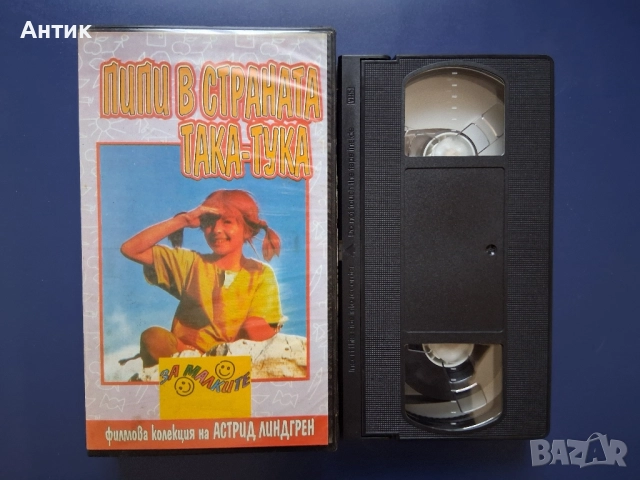 Антик
ПИПИ В СТРАНАТА
ТАКА-ТУКА
ЗА МАЛКИТЕ
филмова колекция на АСТРИД ЛИНДГРЕН
BAZAR